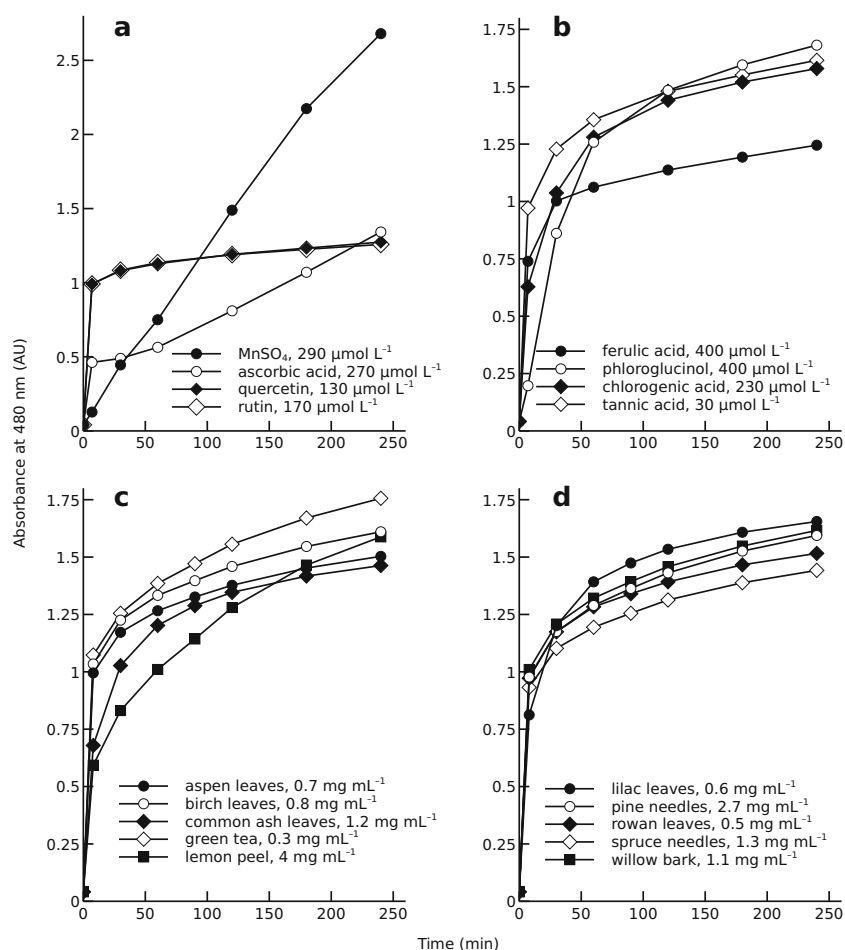 a
2.5
2
1.5
1
0.5
0
0 50 100 150 200 250
MnSO₄, 290 µmol L⁻¹
ascorbic acid, 270 µmol L⁻¹
quercetin, 130 µmol L⁻¹
rutin, 170 µmol L⁻¹
b
1.75
1.5
1.25
1
0.75
0.5
0.25
0
0 50 100 150 200 250
ferulic acid, 400 µmol L⁻¹
phloroglucinol, 400 µmol L⁻¹
chlorogenic acid, 230 µmol L⁻¹
tannic acid, 30 µmol L⁻¹
Absorbance at 480 nm (AU)
c
1.75
1.5
1.25
1
0.75
0.5
0.25
0
0 50 100 150 200 250
aspen leaves, 0.7 mg mL⁻¹
birch leaves, 0.8 mg mL⁻¹
common ash leaves, 1.2 mg mL⁻¹
green tea, 0.3 mg mL⁻¹
lemon peel, 4 mg mL⁻¹
d
1.75
1.5
1.25
1
0.75
0.5
0.25
0
0 50 100 150 200 250
lilac leaves, 0.6 mg mL⁻¹
pine needles, 2.7 mg mL⁻¹
rowan leaves, 0.5 mg mL⁻¹
spruce needles, 1.3 mg mL⁻¹
willow bark, 1.1 mg mL⁻¹
Time (min)